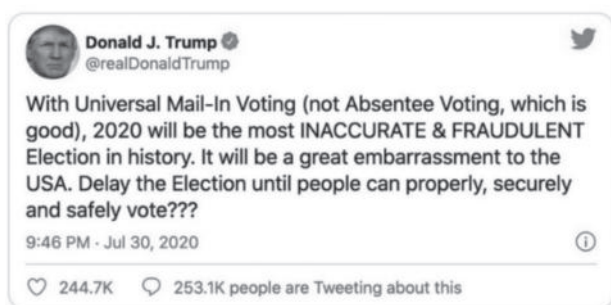 Donald J. Trump
@realDonaldTrump
With Universal Mail-In Voting (not Absentee Voting, which is
good), 2020 will be the most INACCURATE & FRAUDULENT
Election in history. It will be a great embarrassment to the
USA. Delay the Election until people can properly, securely
and safely vote???
9:46 PM · Jul 30, 2020
244.7K 253.1K people are Tweeting about this